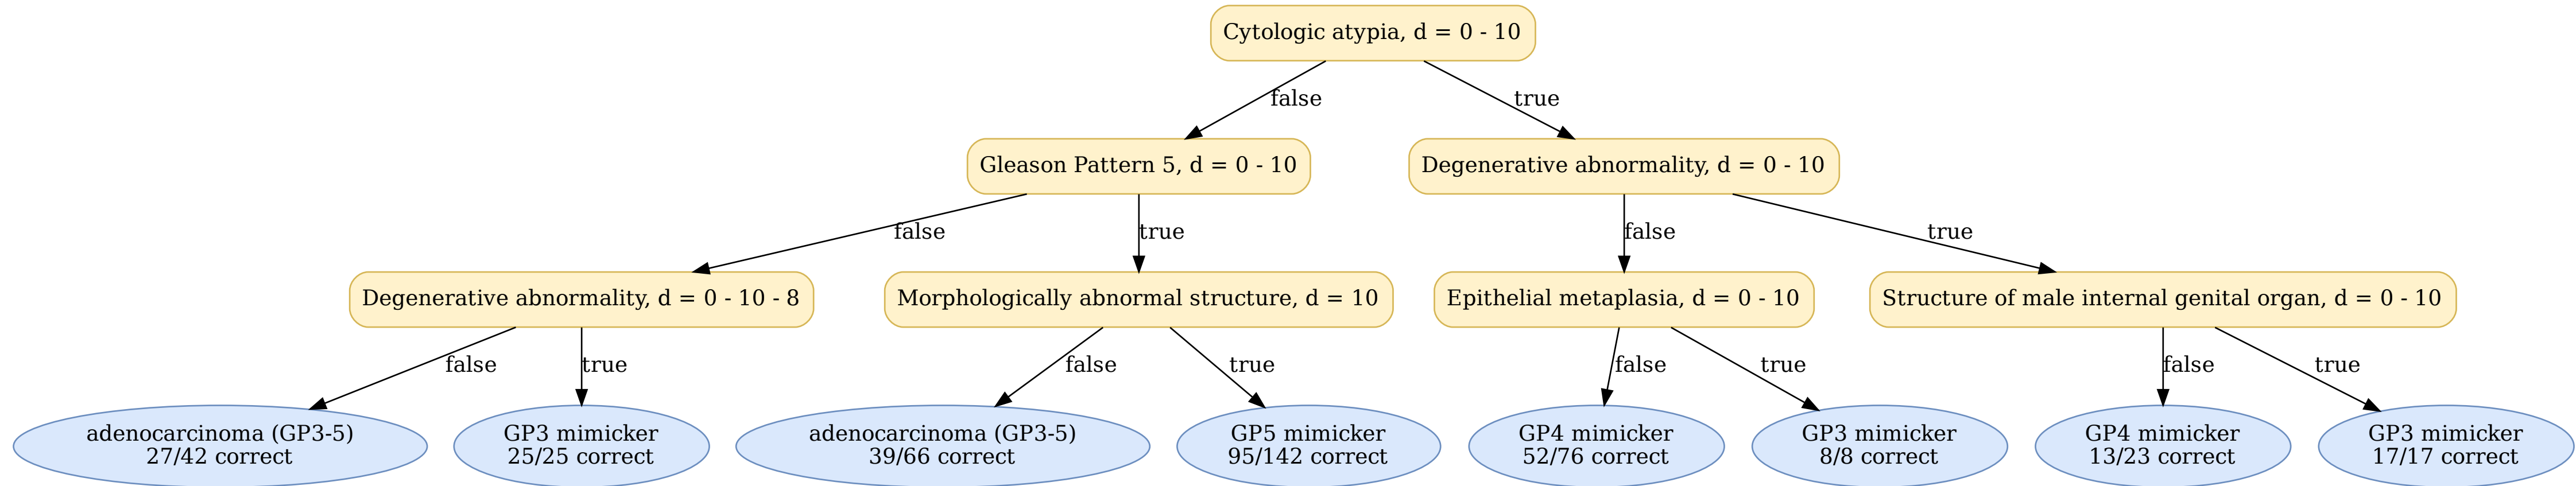 Cytologic atypia, d = 0 - 10
false
true
Gleason Pattern 5, d = 0 - 10
Degenerative abnormality, d = 0 - 10
false
true
false
true
Degenerative abnormality, d = 0 - 10 - 8
Morphologically abnormal structure, d = 10
Epithelial metaplasia, d = 0 - 10
Structure of male internal genital organ, d = 0 - 10
false
true
false
true
false
true
false
true
adenocarcinoma (GP3-5)
27/42 correct
GP3 mimicker
25/25 correct
adenocarcinoma (GP3-5)
39/66 correct
GP5 mimicker
95/142 correct
GP4 mimicker
52/76 correct
GP3 mimicker
8/8 correct
GP4 mimicker
13/23 correct
GP3 mimicker
17/17 correct